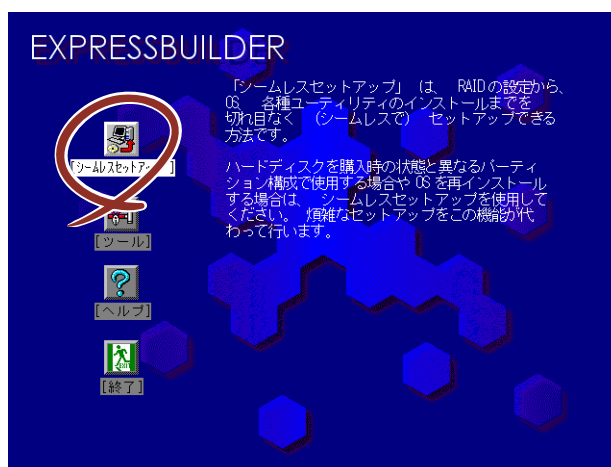 EXPRESSBUILDER
「シームレスセットアップ」 は、 RAIDの設定から、
OS、 各種ユーティリティのインストールまでを
切れ目なく (シームレスで) セットアップできる
方法です。
ハードディスクを購入時の状態と異なるパーティ
ション構成で使用する場合や OS を再インストール
する場合は、 シームレスセットアップを使用して
ください。 煩雑なセットアップをこの機能が代
わって行います。
[シームレスセットア
[ツール]
[ヘルプ]
EXIT
[終了]